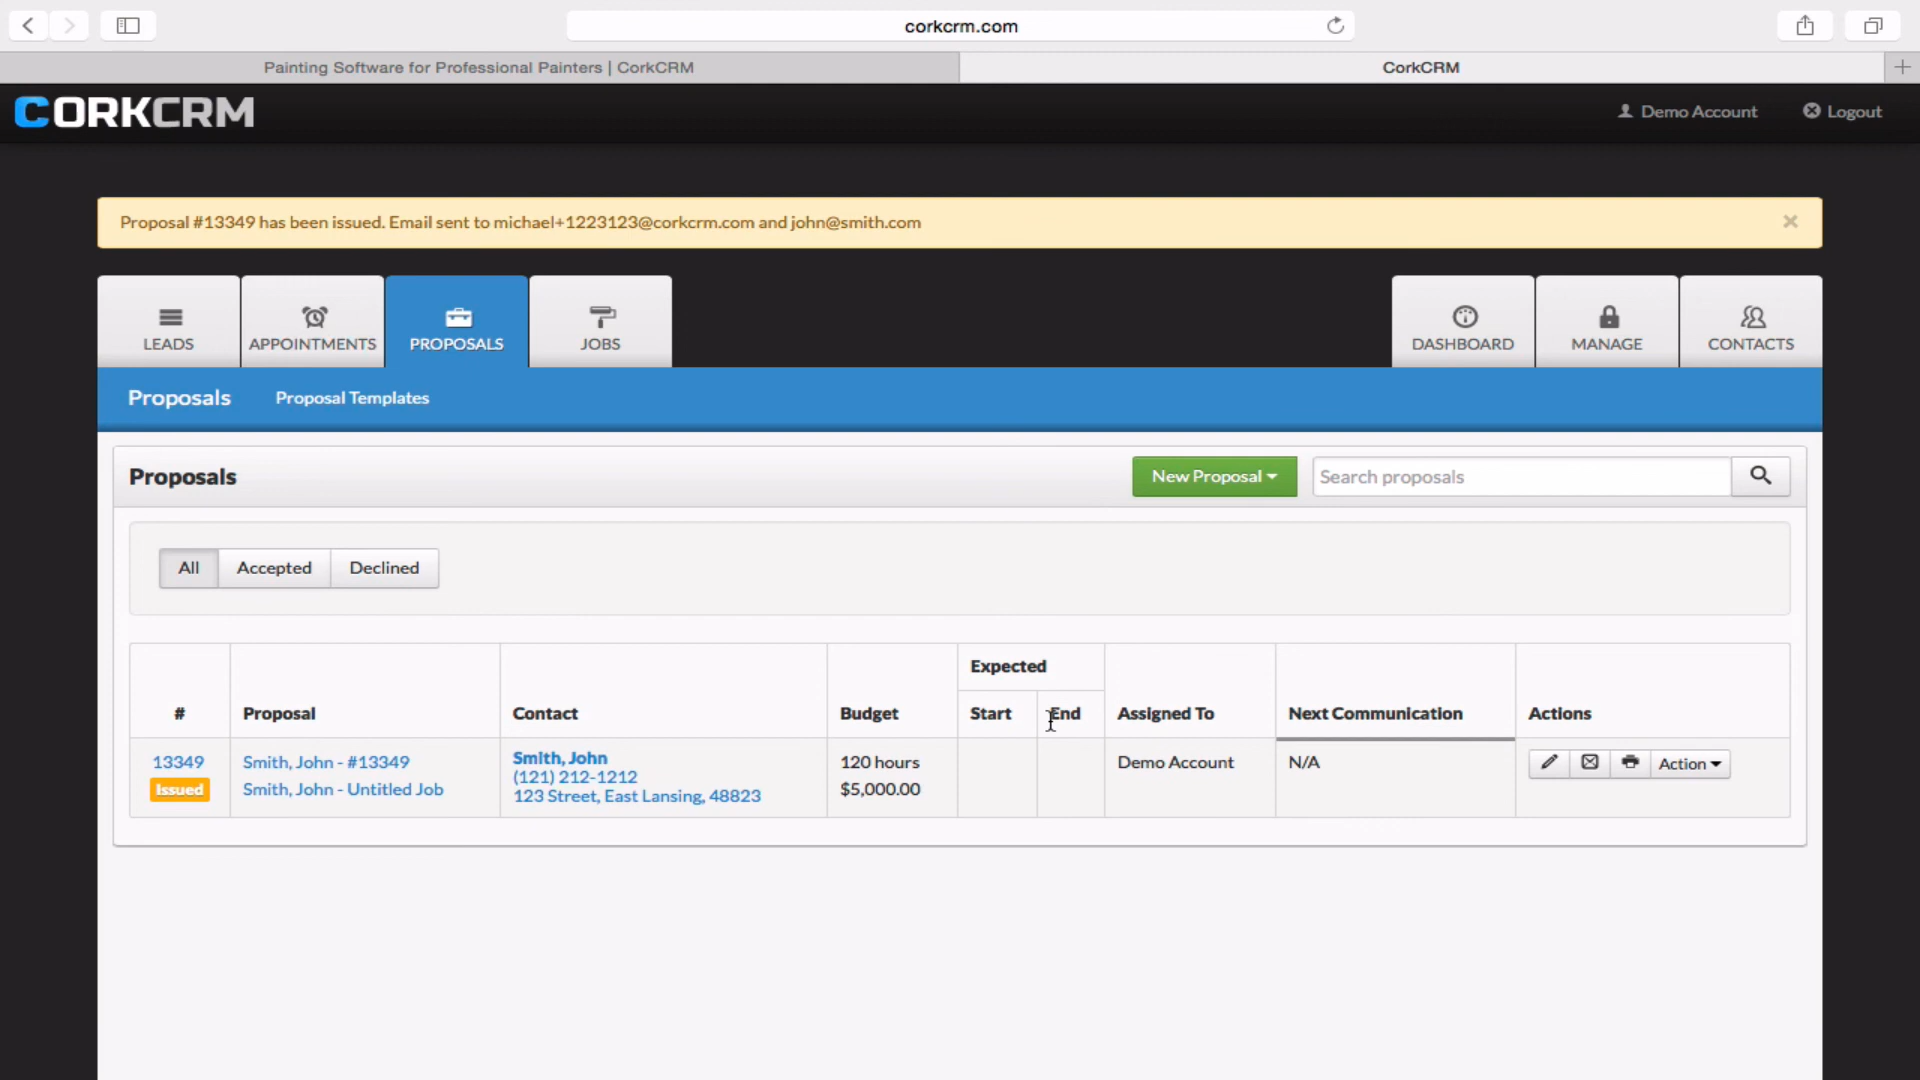 corkcrm.com
Painting Software for Professional Painters | CorkCRM
CorkCRM
CORKCRM
Demo Account
Logout
Proposal #13349 has been issued. Email sent to michael+1223123@corkcrm.com and john@smith.com
LEADS
APPOINTMENTS
PROPOSALS
JOBS
DASHBOARD
MANAGE
CONTACTS
Proposals
Proposal Templates
Proposals
New Proposal
Search proposals
All
Accepted
Declined
#
Proposal
Contact
Budget
Expected
Start
End
Assigned To
Next Communication
Actions
13349
Issued
Smith, John - #13349
Smith, John - Untitled Job
Smith, John
(121) 212-1212
123 Street, East Lansing, 48823
120 hours
$5,000.00
Demo Account
N/A
Action